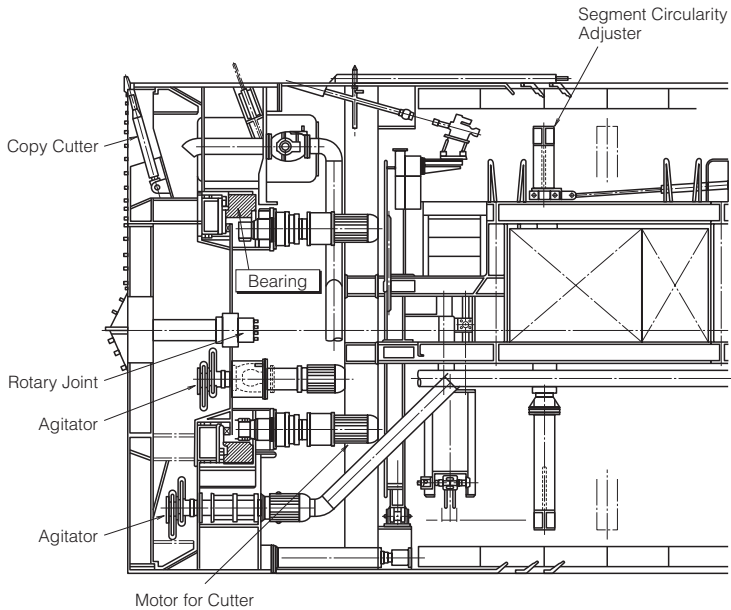 Segment Circularity
Adjuster
Copy Cutter
Bearing
Rotary Joint
Agitator
Agitator
Motor for Cutter